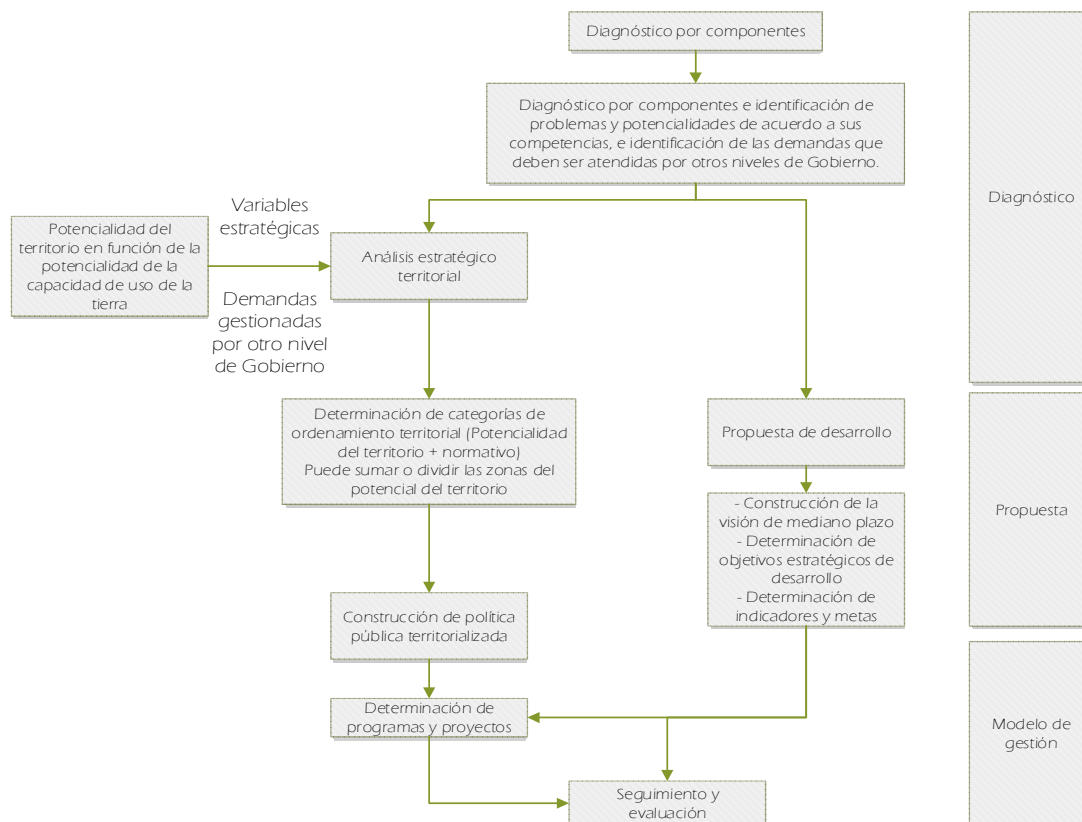 Diagnóstico por componentes
Diagnóstico por componentes e identificación de
problemas y potencialidades de acuerdo a sus
competencias, e identificación de las demandas que
deben ser atendidas por otros niveles de Gobierno.
Diagnóstico
Variables
estratégicas
Potencialidad del
territorio en función de la
potencialidad de la
capacidad de uso de la
tierra
Análisis estratégico
territorial
Demandas
gestionadas
por otro nivel
de Gobierno
Determinación de categorías de
ordenamiento territorial (Potencialidad
del territorio + normativo)
Puede sumar o dividir las zonas del
potencial del territorio
Propuesta de desarrollo
- Construcción de la
visión de mediano plazo
- Determinación de
objetivos estratégicos de
desarrollo
- Determinación de
indicadores y metas
Propuesta
Construcción de política
pública territorializada
Determinación de
programas y proyectos
Modelo de
gestión
Seguimiento y
evaluación